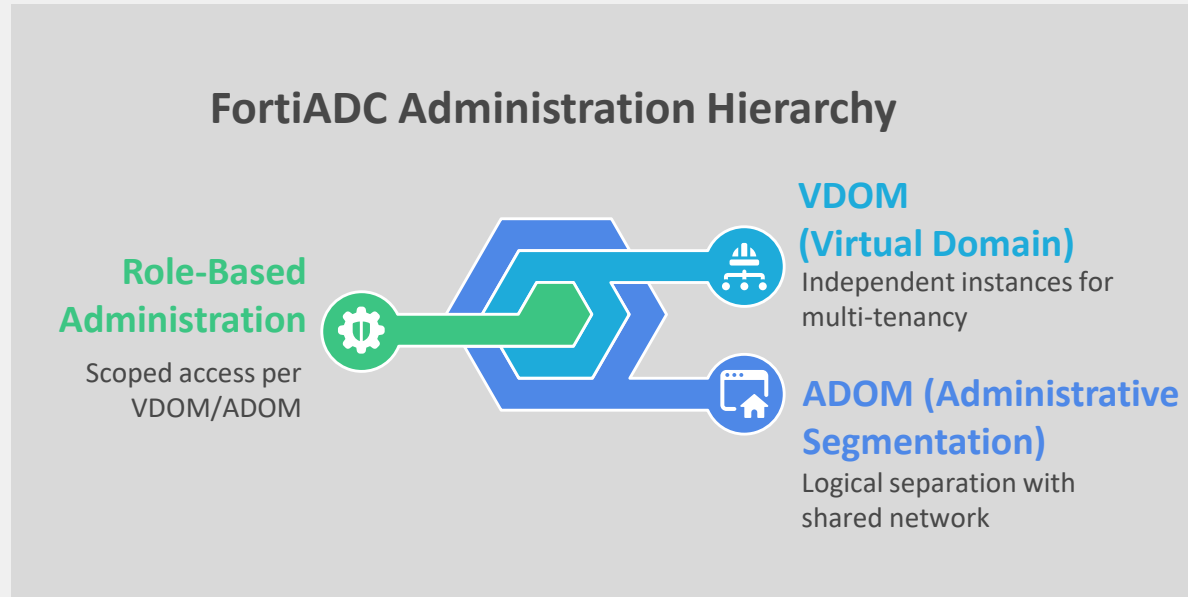 FortiADC Administration Hierarchy
Role-Based
Administration
Scoped access per
VDOM/ADOM
VDOM
(Virtual Domain)
Independent instances for
multi-tenancy
ADOM (Administrative
Segmentation)
Logical separation with
shared network